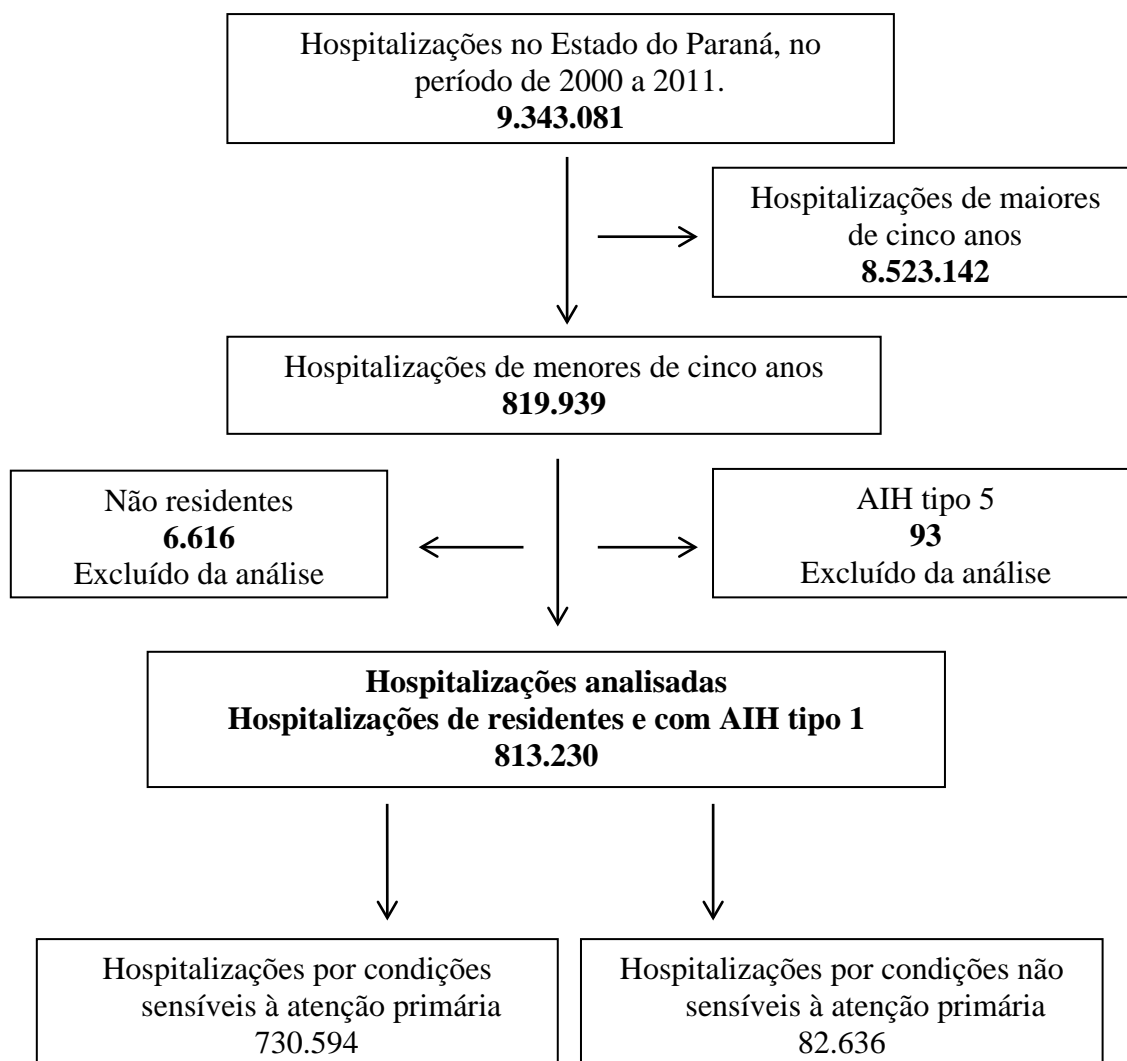 Hospitalizações no Estado do Paraná, no
período de 2000 a 2011.
9.343.081
Hospitalizações de maiores
de cinco anos
8.523.142
Hospitalizações de menores de cinco anos
819.939
Não residentes
6.616
Excluído da análise
AIH tipo 5
93
Excluído da análise
Hospitalizações analisadas
Hospitalizações de residentes e com AIH tipo 1
813.230
Hospitalizações por condições
sensíveis à atenção primária
730.594
Hospitalizações por condições não
sensíveis à atenção primária
82.636